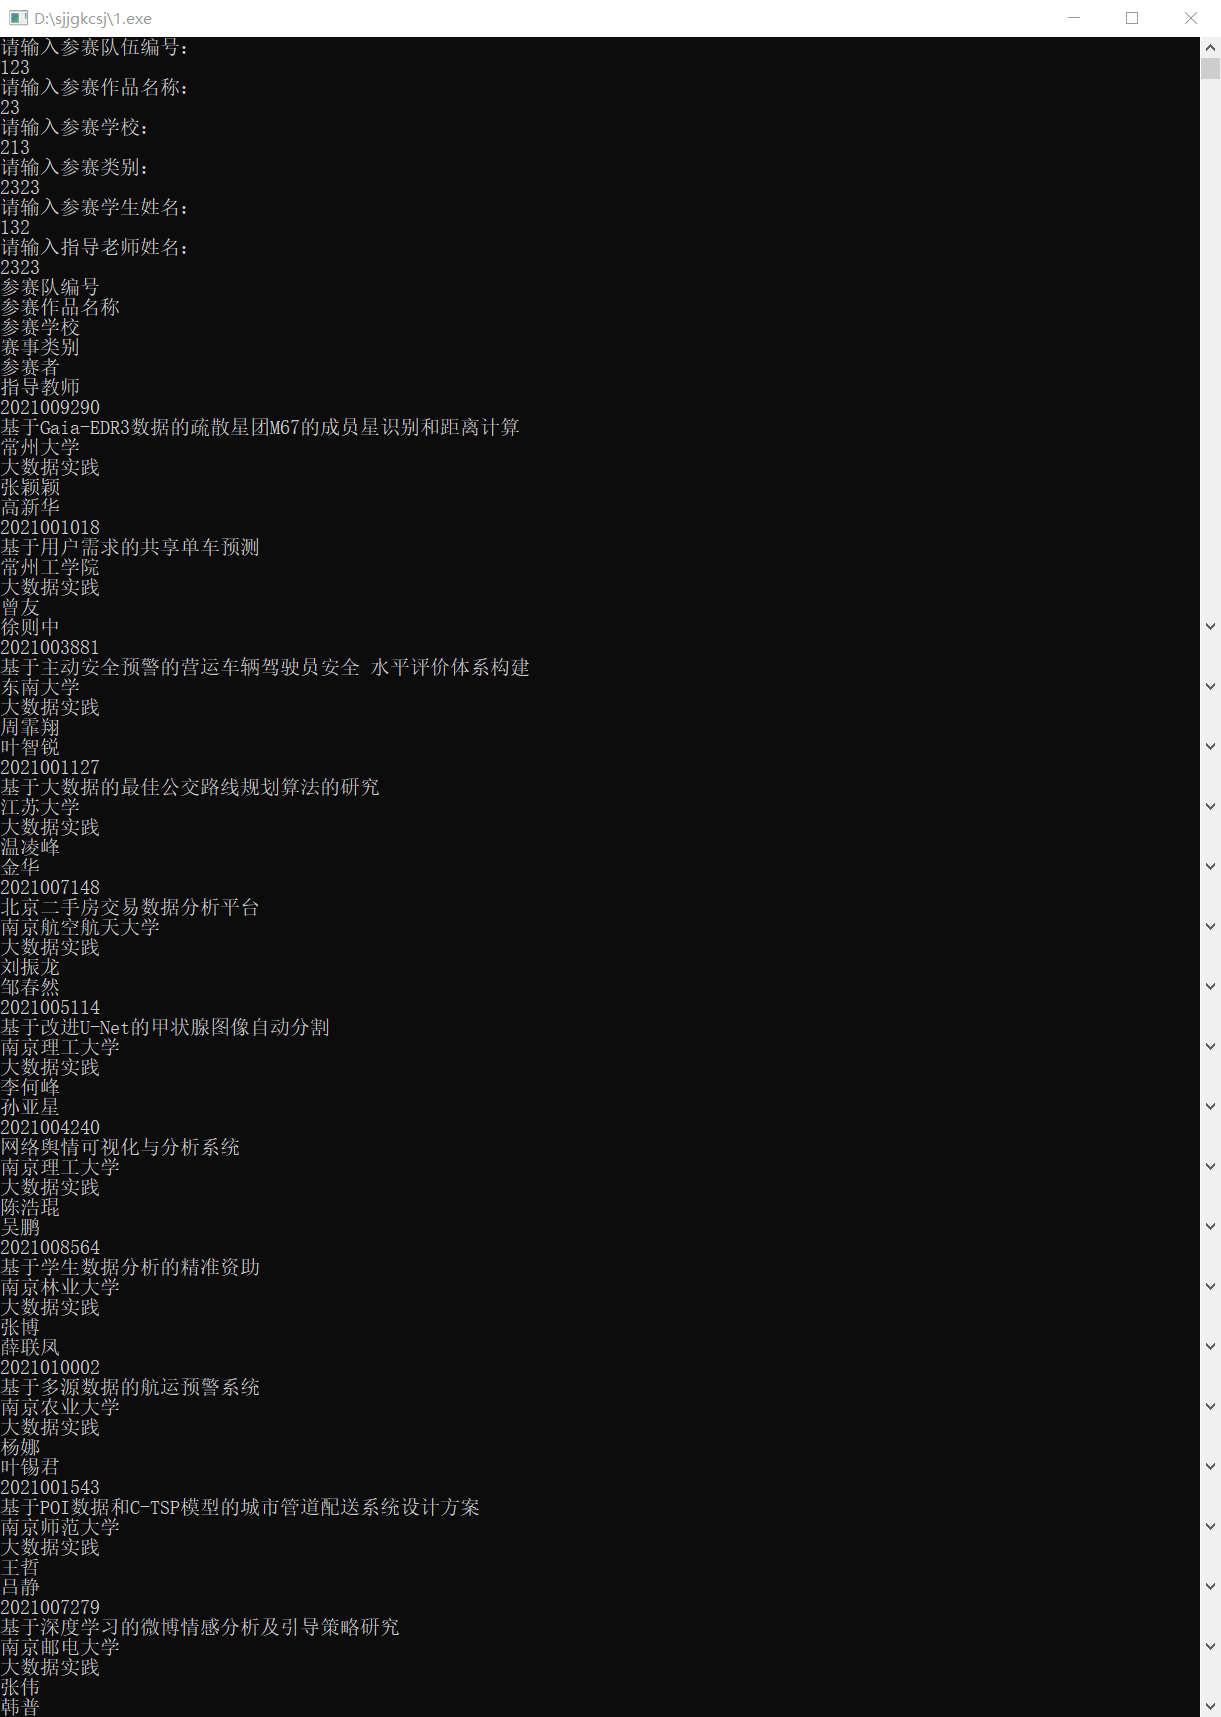 D:\sjjgkcsj\1.exe
请输入参赛队伍编号：
123
请输入参赛作品名称：
23
请输入参赛学校：
213
请输入参赛类别：
2323
请输入参赛学生姓名：
132
请输入指导老师姓名：
2323
参赛队编号
参赛作品名称
参赛学校
赛事类别
参赛者
指导教师
2021009290
基于Gaia-EDR3数据的疏散星团M67的成员星识别和距离计算
常州大学
大数据实践
张颖颖
高新华
2021001018
基于用户需求的共享单车预测
常州工学院
大数据实践
曾友
徐则中
2021003881
基于主动安全预警的营运车辆驾驶员安全 水平评价体系构建
东南大学
大数据实践
周霏翔
叶智锐
2021001127
基于大数据的最佳公交路线规划算法的研究
江苏大学
大数据实践
温凌峰
金华
2021007148
北京二手房交易数据分析平台
南京航空航天大学
大数据实践
刘振龙
邹春然
2021005114
基于改进U-Net的甲状腺图像自动分割
南京理工大学
大数据实践
李何峰
孙亚星
2021004240
网络舆情可视化与分析系统
南京理工大学
大数据实践
陈浩琨
吴鹏
2021008564
基于学生数据分析的精准资助
南京林业大学
大数据实践
张博
薛联凤
2021010002
基于多源数据的航运预警系统
南京农业大学
大数据实践
杨娜
叶锡君
2021001543
基于POI数据和C-TSP模型的城市管道配送系统设计方案
南京师范大学
大数据实践
王哲
吕静
2021007279
基于深度学习的微博情感分析及引导策略研究
南京邮电大学
大数据实践
张伟
韩普